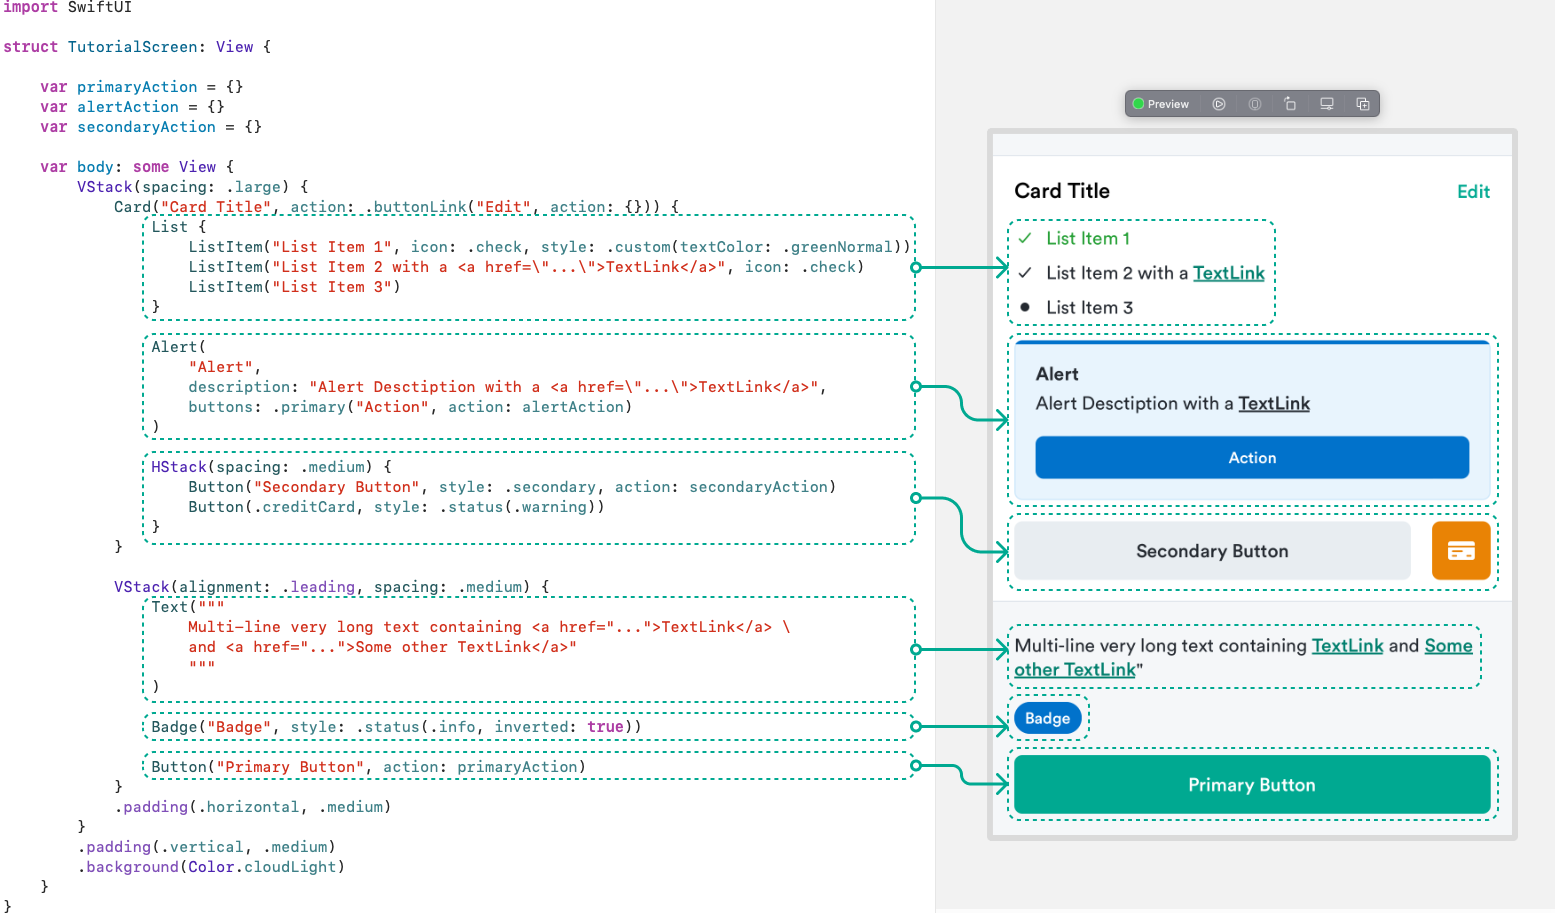 import SwiftUI
struct TutorialScreen: View {
var primaryAction = {}
var alertAction = {}
var secondaryAction = {}
var body: some View {
VStack(spacing: .large) {
Card("Card Title", action: .buttonLink("Edit", action: {})) {
List {
ListItem("List Item 1", icon: .check, style: .custom(textColor: .greenNormal))
ListItem("List Item 2 with a <a href=\"...\">TextLink</a>", icon: .check)
ListItem("List Item 3")
}
Alert(
"Alert",
description: "Alert Desctiption with a <a href=\"...\">TextLink</a>",
buttons: .primary("Action", action: alertAction)
)
HStack(spacing: .medium) {
Button("Secondary Button", style: .secondary, action: secondaryAction)
Button(.creditCard, style: .status(.warning))
}
}
VStack(alignment: .leading, spacing: .medium) {
Text("""
Multi-line very long text containing <a href="...">TextLink</a> \
and <a href="...">Some other TextLink</a>"
"""
)
Badge("Badge", style: .status(.info, inverted: true))
Button("Primary Button", action: primaryAction)
}
.padding(.horizontal, .medium)
}
.padding(.vertical, .medium)
.background(Color.cloudLight)
}
}
Preview
Card Title
Edit
List Item 1
List Item 2 with a TextLink
List Item 3
Alert
Alert Desctiption with a TextLink
Action
Secondary Button
Multi-line very long text containing TextLink and Some
other TextLink"
Badge
Primary Button